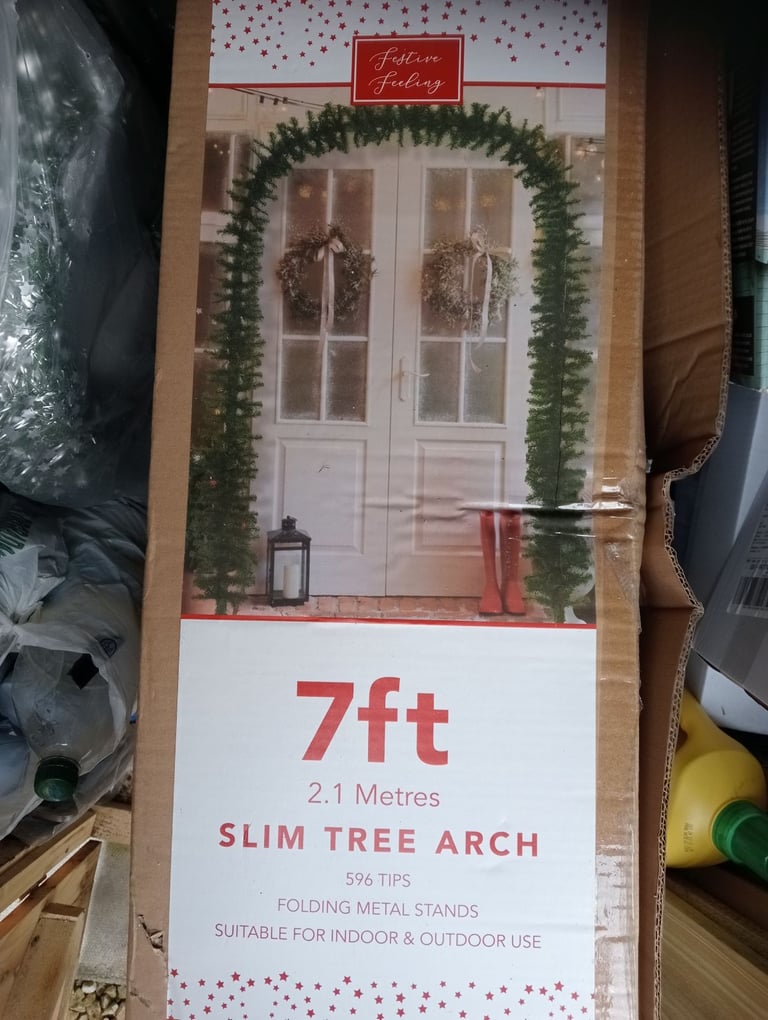 Festive
Feeling
7ft
2.1 Metres
SLIM TREE ARCH
596 TIPS
FOLDING METAL STANDS
SUITABLE FOR INDOOR & OUTDOOR USE